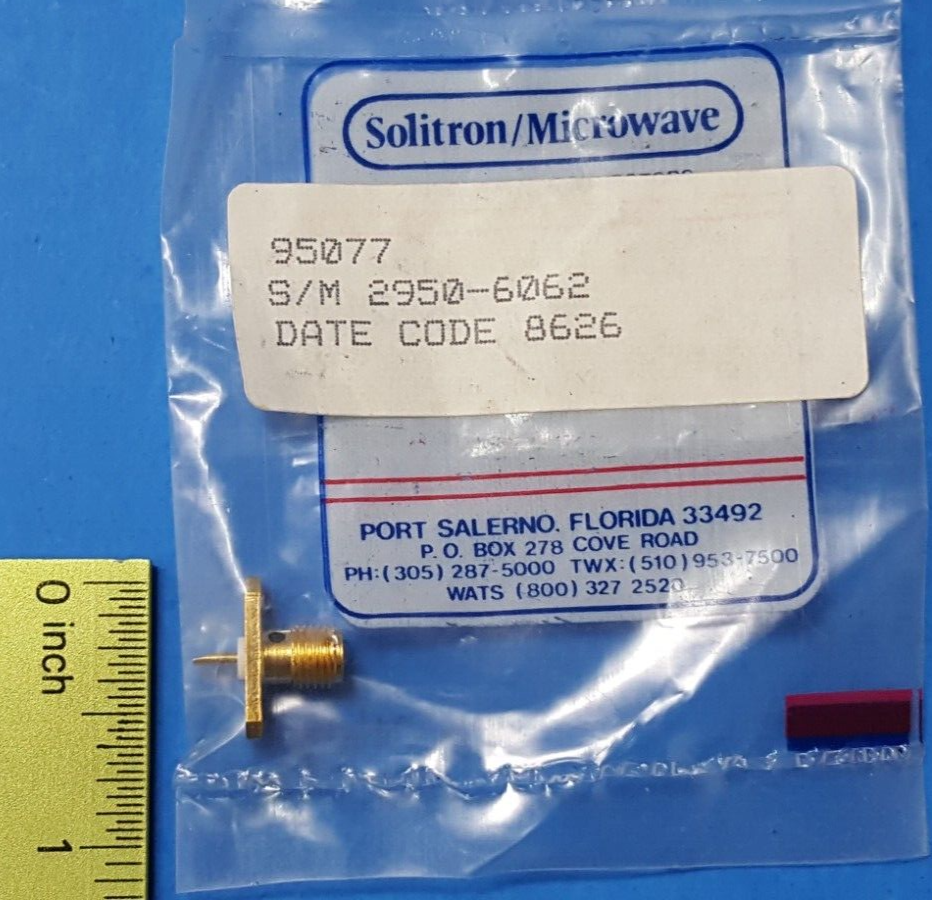 Solitron/Microwave
95077
S/M 2950-6062
DATE CODE 8626
PORT SALERNO, FLORIDA 33492
P.O. BOX 278 COVE ROAD
PH:(305) 287-5000 TWX:(510) 953-7500
WATS (800) 327 2520
0 inch
1